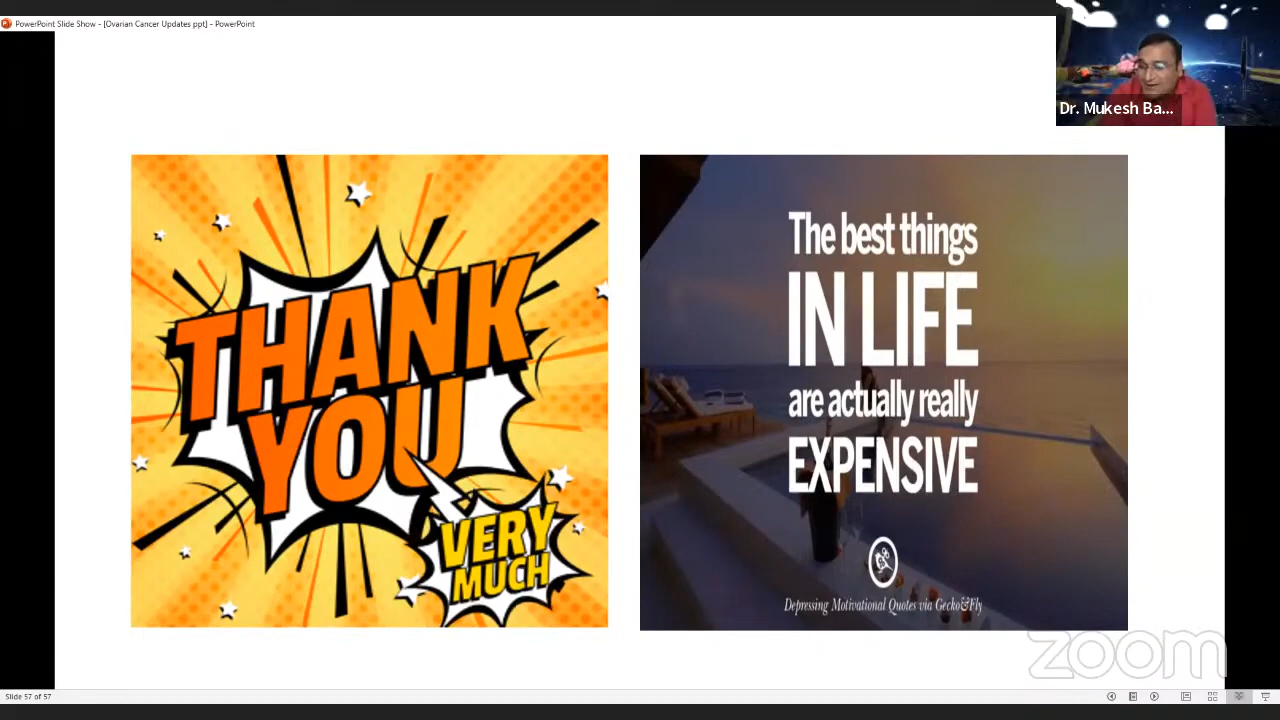 PowerPoint Slide Show - [Ovarian Cancer Updates ppt] - PowerPoint
Dr. Mukesh Ba...
THANK
YOU
VERY
MUCH
The best things
IN LIFE
are actually really
EXPENSIVE
Depressing Motivational Quotes via Gecko&Fly
zoom
Slide 57 of 57